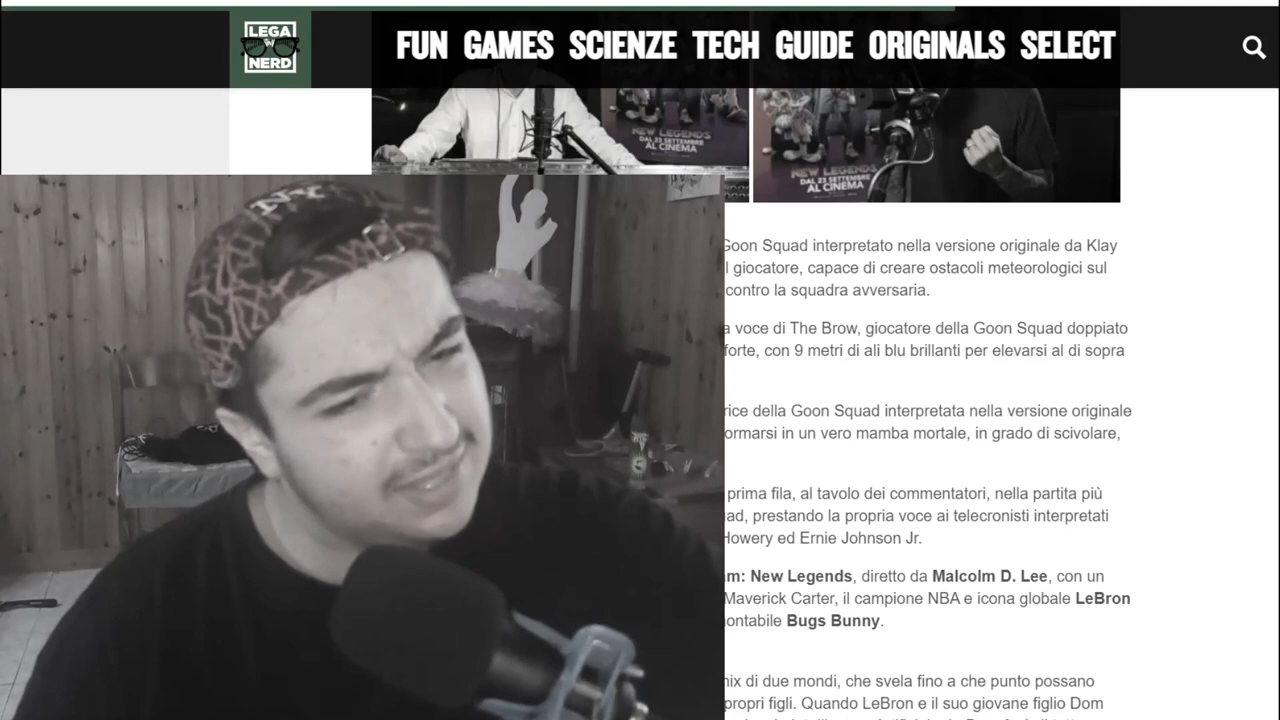 LEGA
NERD
FUN GAMES SCIENZE TECH GUIDE ORIGINALS SELECT
NEW LEGENDS
DAL 23 SETTEMBRE
AL CINEMA
NEW LEGENDS
DAL 23 SETTEMBRE
AL CINEMA
NY
Goon Squad interpretato nella versione originale da Klay
l giocatore, capace di creare ostacoli meteorologici sul
contro la squadra avversaria.
a voce di The Brow, giocatore della Goon Squad doppiato
forte, con 9 metri di ali blu brillanti per elevarsi al di sopra
rice della Goon Squad interpretata nella versione originale
ormarsi in un vero mamba mortale, in grado di scivolare,
prima fila, al tavolo dei commentatori, nella partita più
uad, prestando la propria voce ai telecronisti interpretati
Howery ed Ernie Johnson Jr.
m: New Legends, diretto da Malcolm D. Lee, con un
Maverick Carter, il campione NBA e icona globale LeBron
montabile Bugs Bunny.
mix di due mondi, che svela fino a che punto possano
propri figli. Quando LeBron e il suo giovane figlio Dom